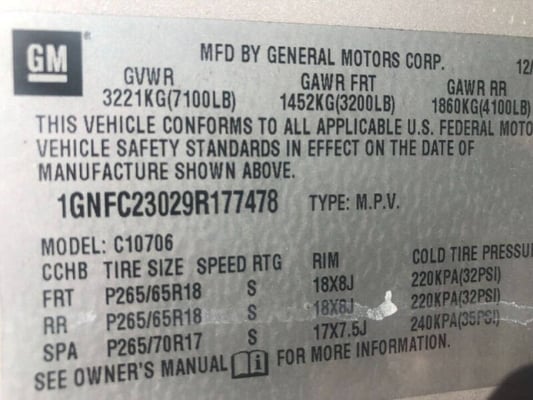 GM
MFD BY GENERAL MOTORS CORP. 12/
GVWR GAWR FRT GAWR RR
3221KG(7100LB) 1452KG(3200LB) 1860KG(4100LB)
THIS VEHICLE CONFORMS TO ALL APPLICABLE U.S. FEDERAL MOTO
VEHICLE SAFETY STANDARDS IN EFFECT ON THE DATE OF
MANUFACTURE SHOWN ABOVE.
1GNFC23029R177478 TYPE: M.P.V.
MODEL: C10706
CCHB TIRE SIZE SPEED RTG RIM COLD TIRE PRESSU
FRT P265/65R18 S 18X8J 220KPA(32PSI)
RR P265/65R18 S 18X8J 220KPA(32PSI)
SPA P265/70R17 S 17X7.5J 240KPA(35PSI)
SEE OWNER'S MANUAL i FOR MORE INFORMATION.